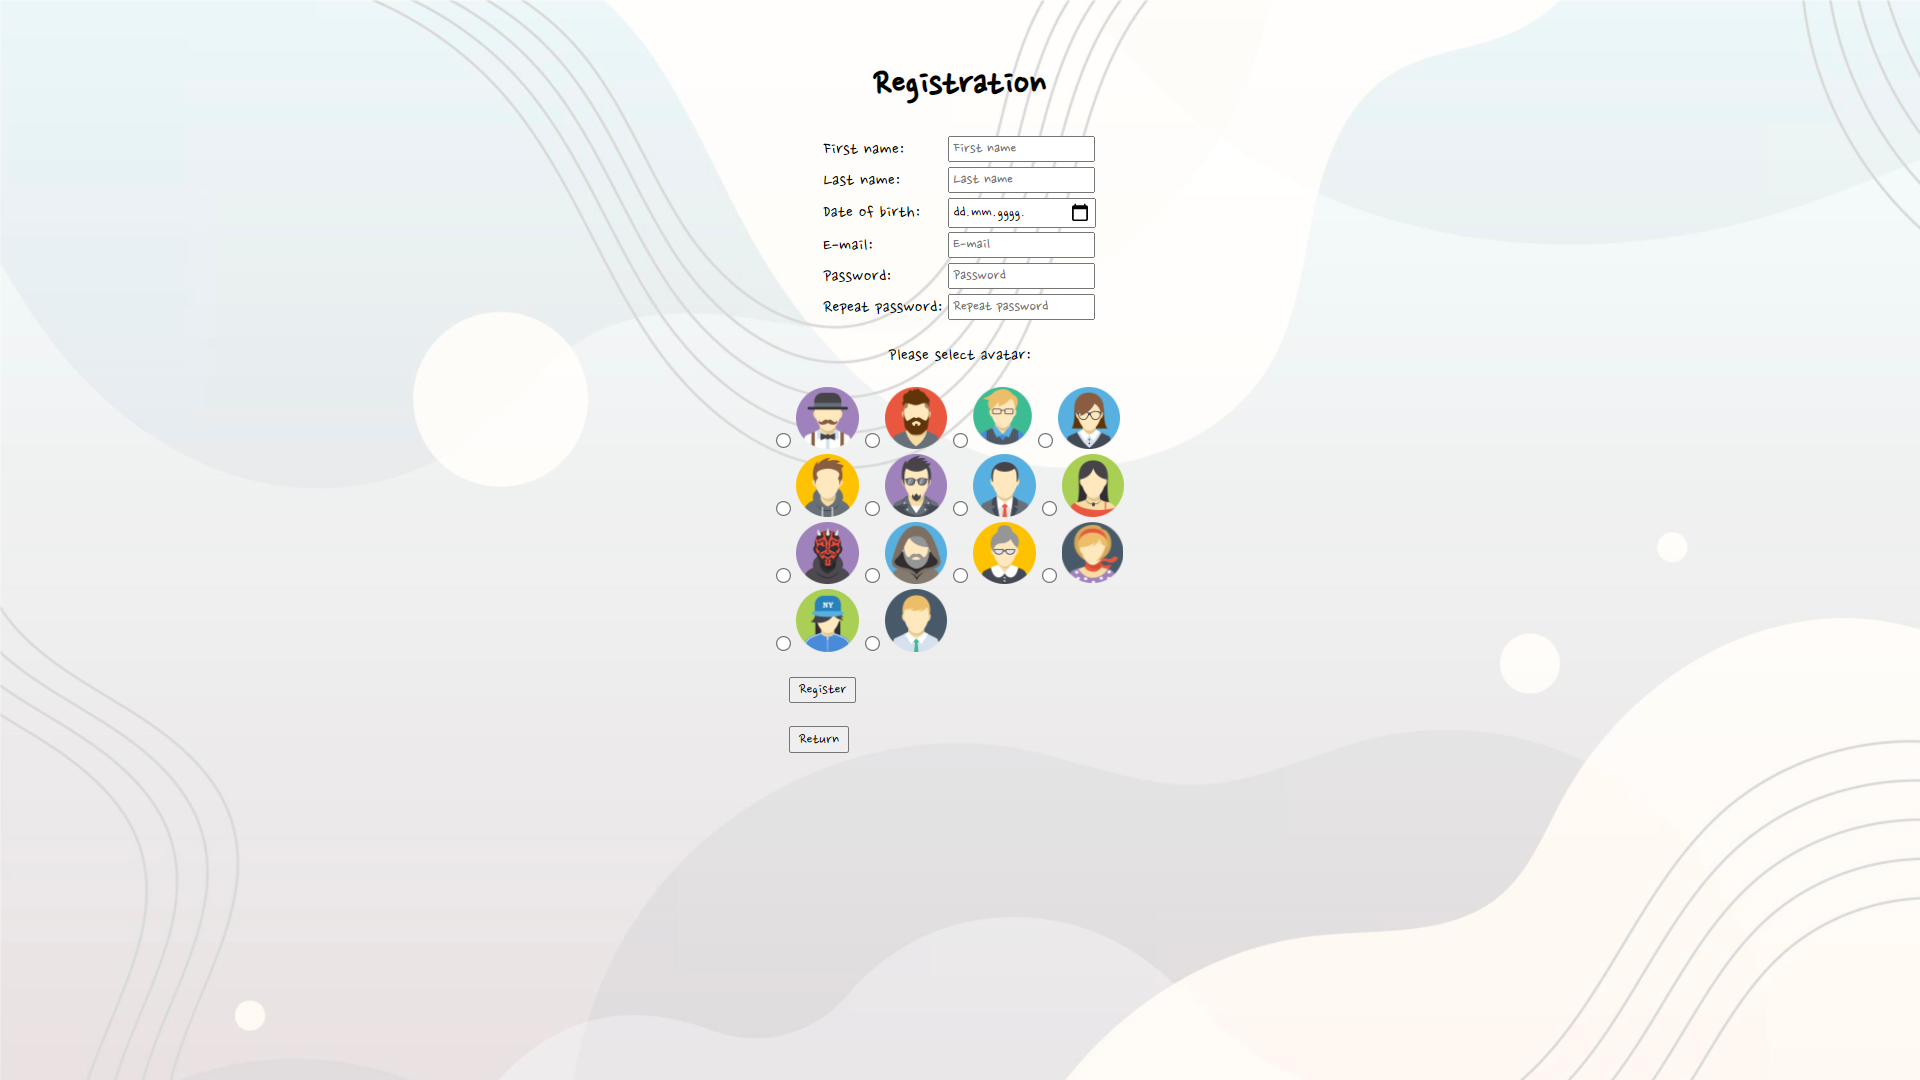 Registration
First name: First name
Last name: Last name
Date of birth: dd.mm.gggg.
E-mail: E-mail
Password: Password
Repeat password: Repeat password
Please select avatar:
NY
Register
Return